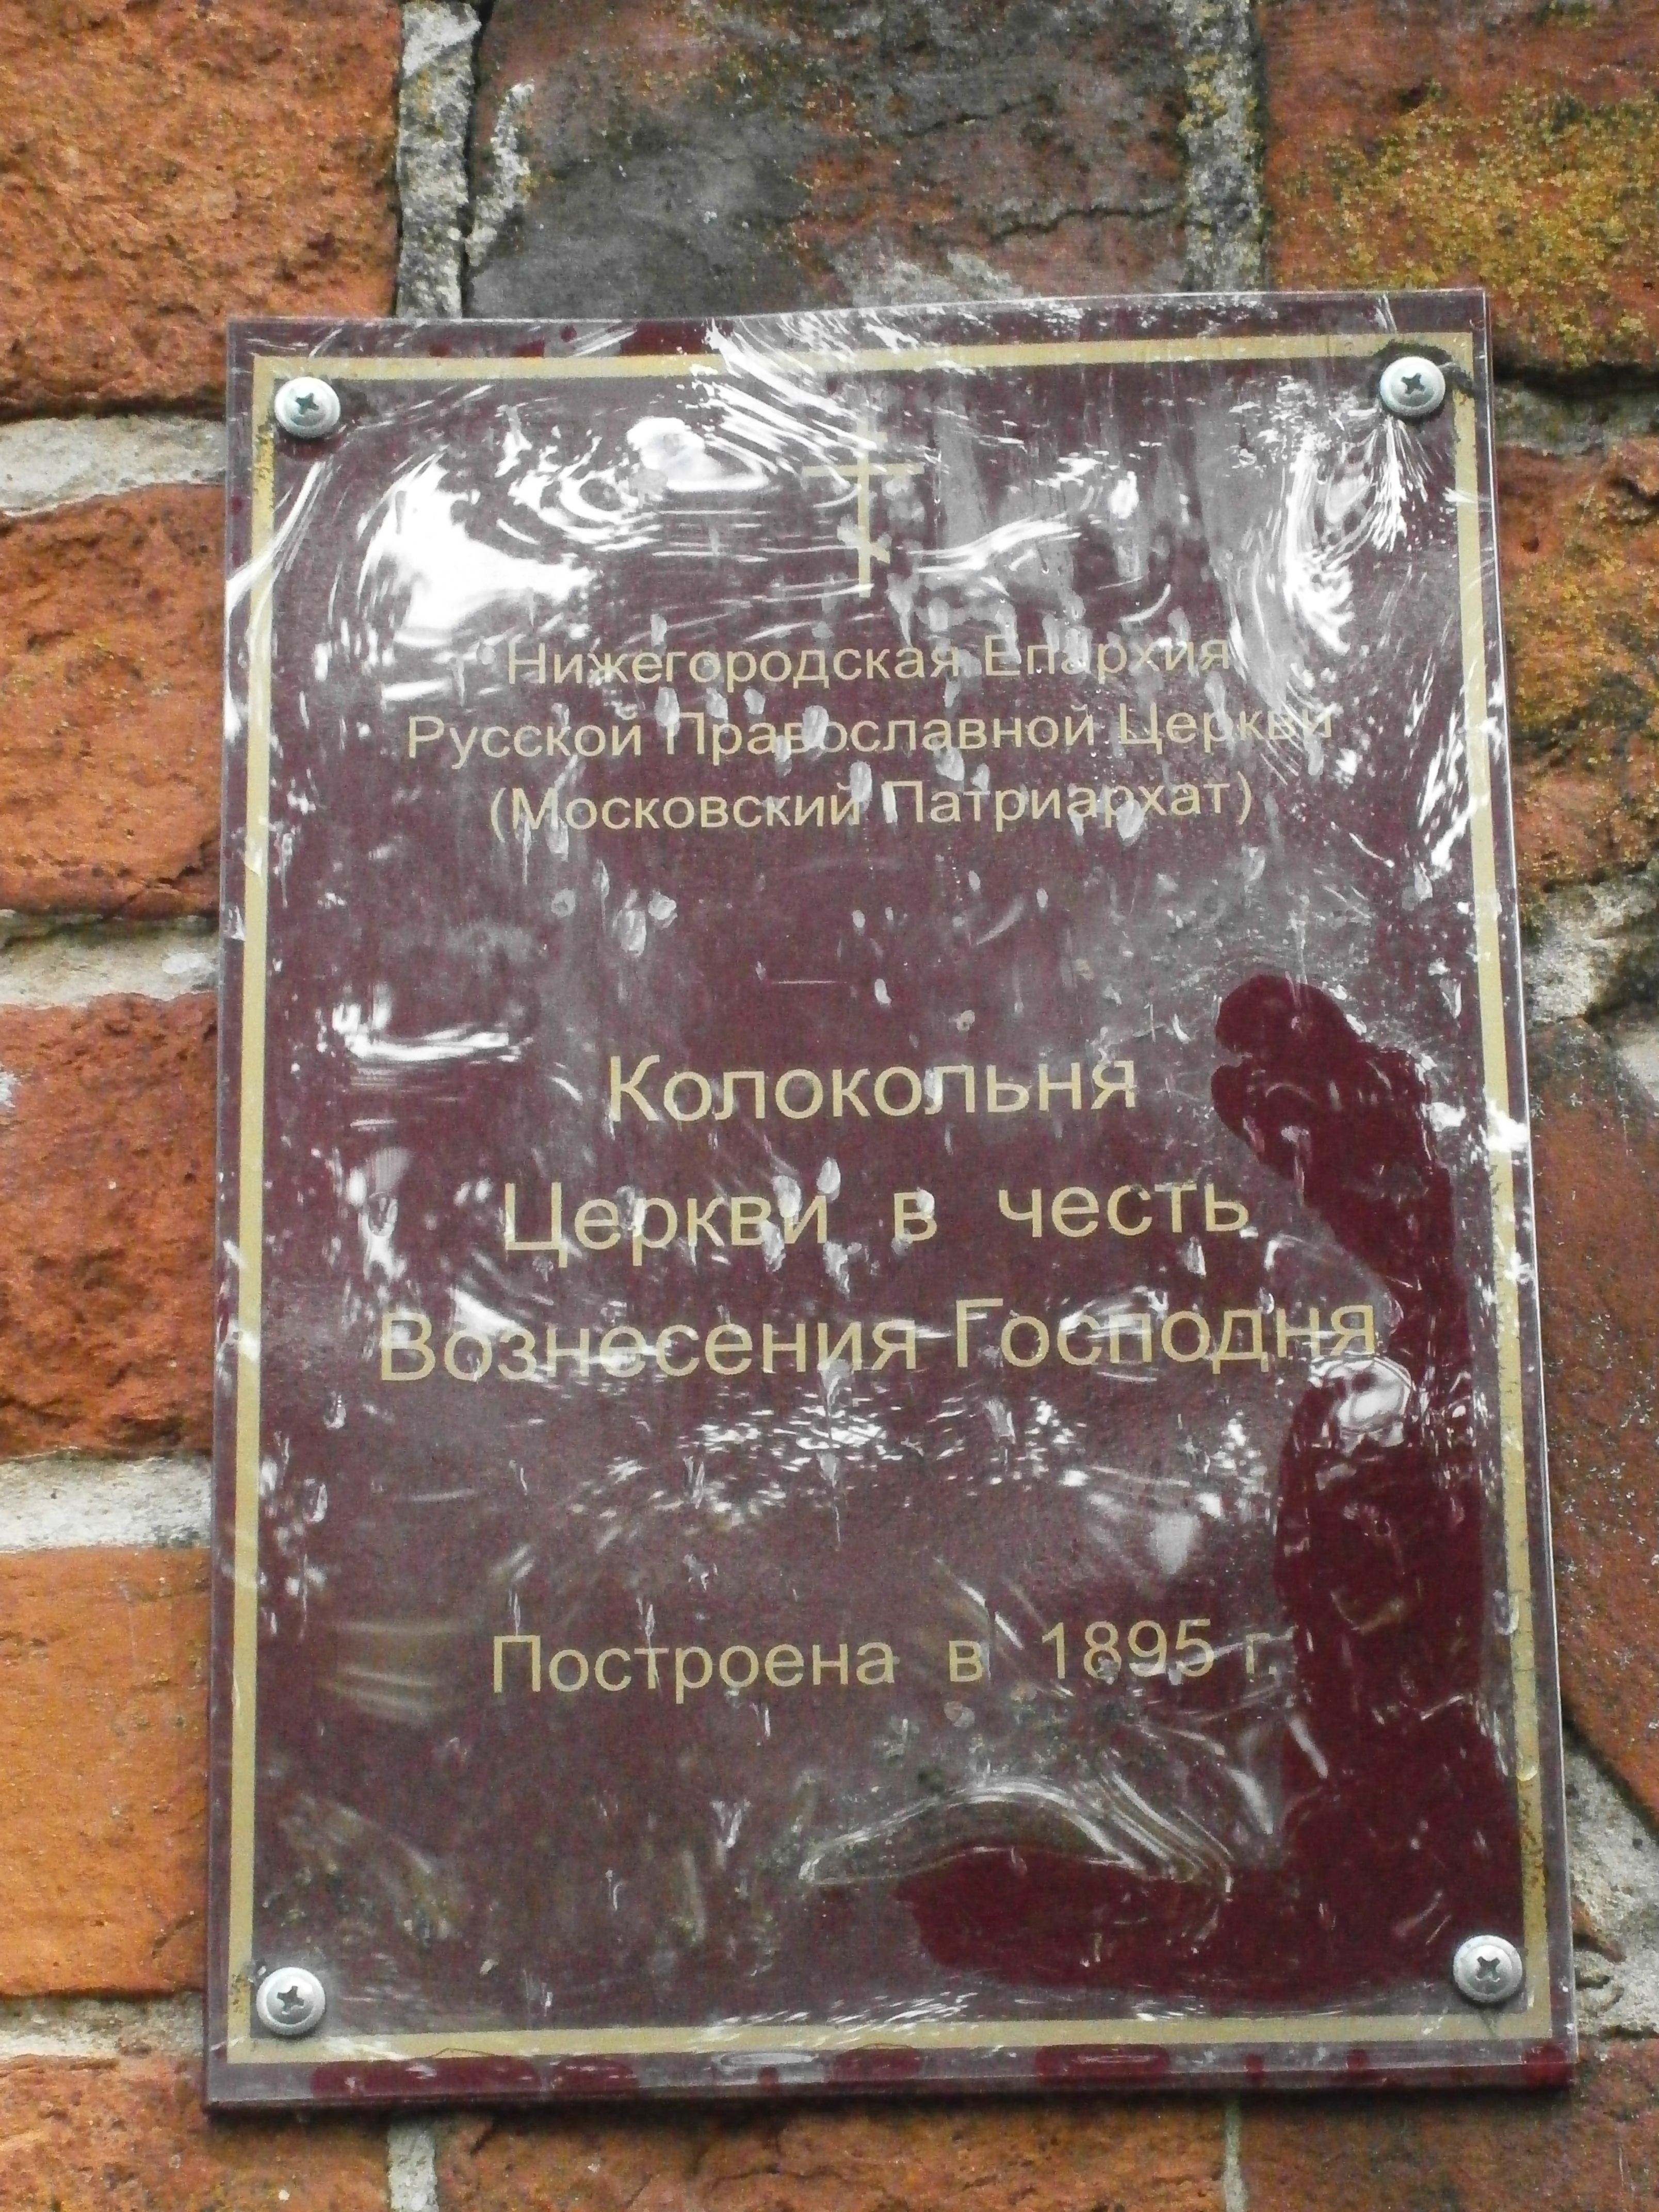 Нижегородская Епархия
Русской Православной Церкви
(Московский Патриархат)
Колокольня
Церкви в честь
Вознесения Господня
Построена в 1895 г.